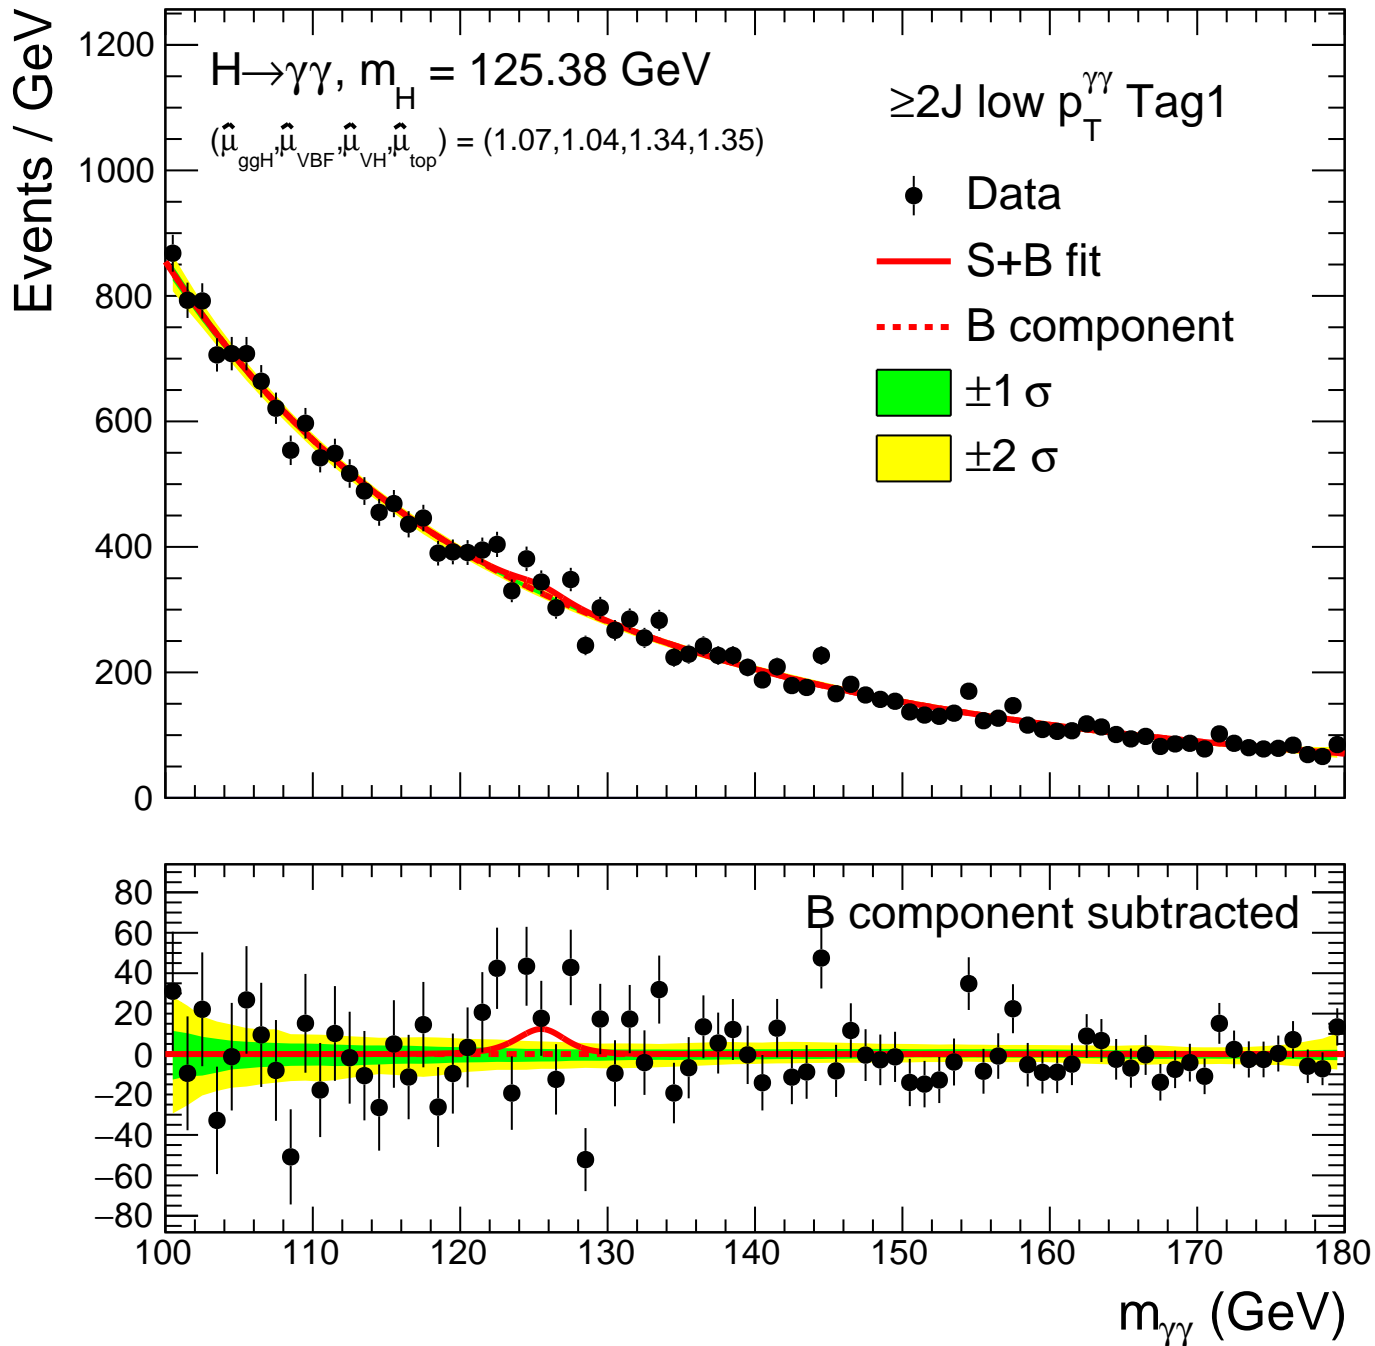 Events / GeV
1200
1000
800
600
400
200
0
H→γγ, m_H = 125.38 GeV
(μ̂_ggH,μ̂_VBF,μ̂_VH,μ̂_top) = (1.07,1.04,1.34,1.35)
≥2J low p_T^γγ Tag1
Data
S+B fit
B component
±1 σ
±2 σ
B component subtracted
80
60
40
20
0
−20
−40
−60
−80
100 110 120 130 140 150 160 170 180
m_γγ (GeV)